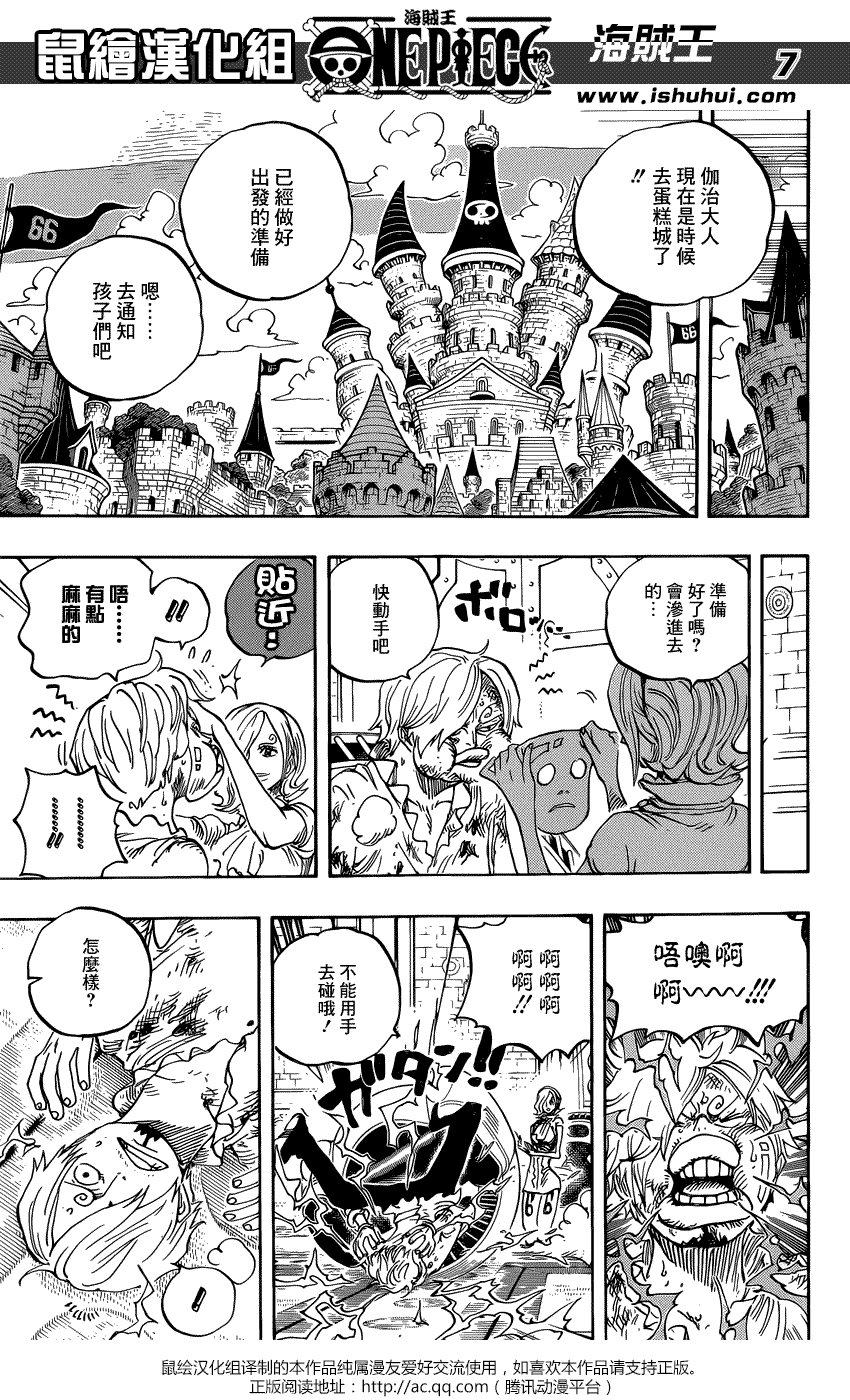 鼠繪漢化組
海賊王
ONE PIECE
海賊王
7
www.ishuhui.com
伽治大人
現在是時候
去蛋糕城了
!!
已經做好
出發的準備
嗯……
去通知
孩子們吧
66
66
準備
好了嗎?
會滲進去
的…
快動手吧
ボロ
貼近…
!!
唔……
有點
麻麻的
!!!
唔噢啊
啊〜〜!!!
啊啊
啊啊
啊啊!!
不能用手
去碰哦!
ガタン!!
怎麼樣?
!
鼠绘汉化组译制的本作品纯属漫友爱好交流使用，如喜欢本作品请支持正版。
正版阅读地址：http://ac.qq.com（腾讯动漫平台）